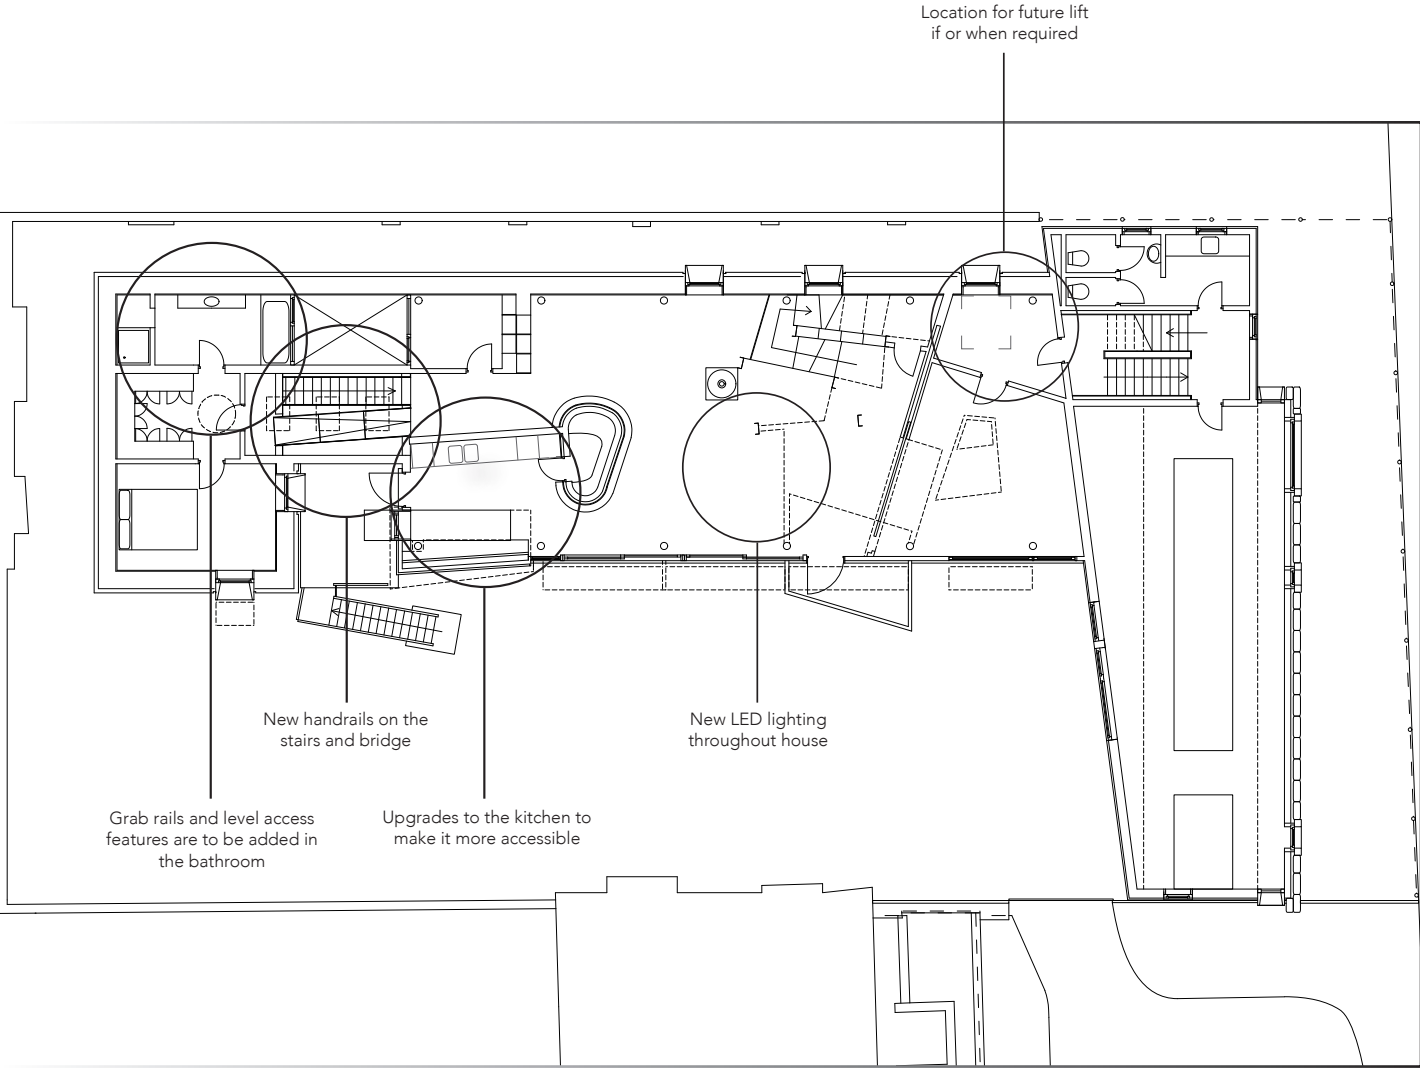 Location for future lift
if or when required
New handrails on the
stairs and bridge
New LED lighting
throughout house
Grab rails and level access
features are to be added in
the bathroom
Upgrades to the kitchen to
make it more accessible